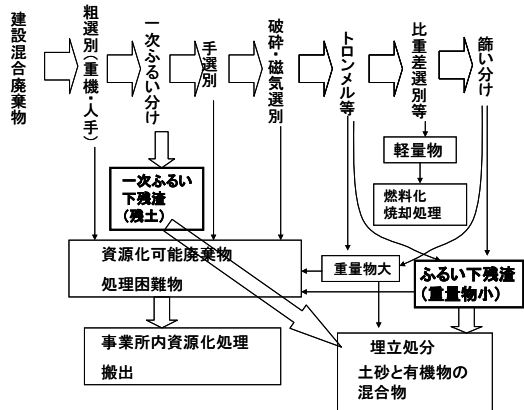 建設混合廃棄物
粗選別（重機・人手）
一次ふるい分け
手選別
破砕・磁気選別
トロンメル等
比重差選別等
篩い分け
軽量物
一次ふるい
下残渣
（残土）
燃料化
焼却処理
資源化可能廃棄物
処理困難物
重量物大
ふるい下残渣
（重量物小）
事業所内資源化処理
搬出
埋立処分
土砂と有機物の
混合物